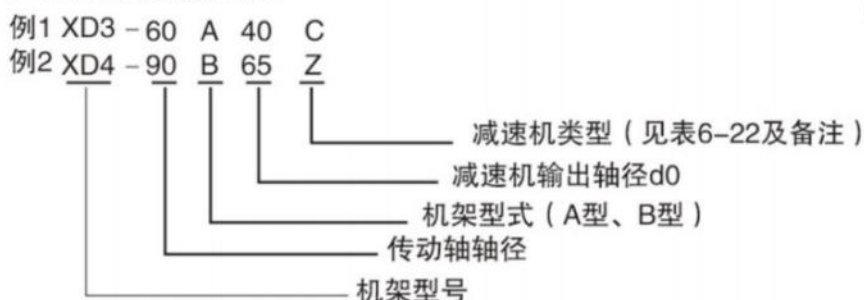 例1 XD3-60 A 40 C
例2 XD4-90 B 65 Z
减速机类型(见表6-22及备注)
减速机输出轴径d0
机架型式(A型、B型)
传动轴轴径
机架型号